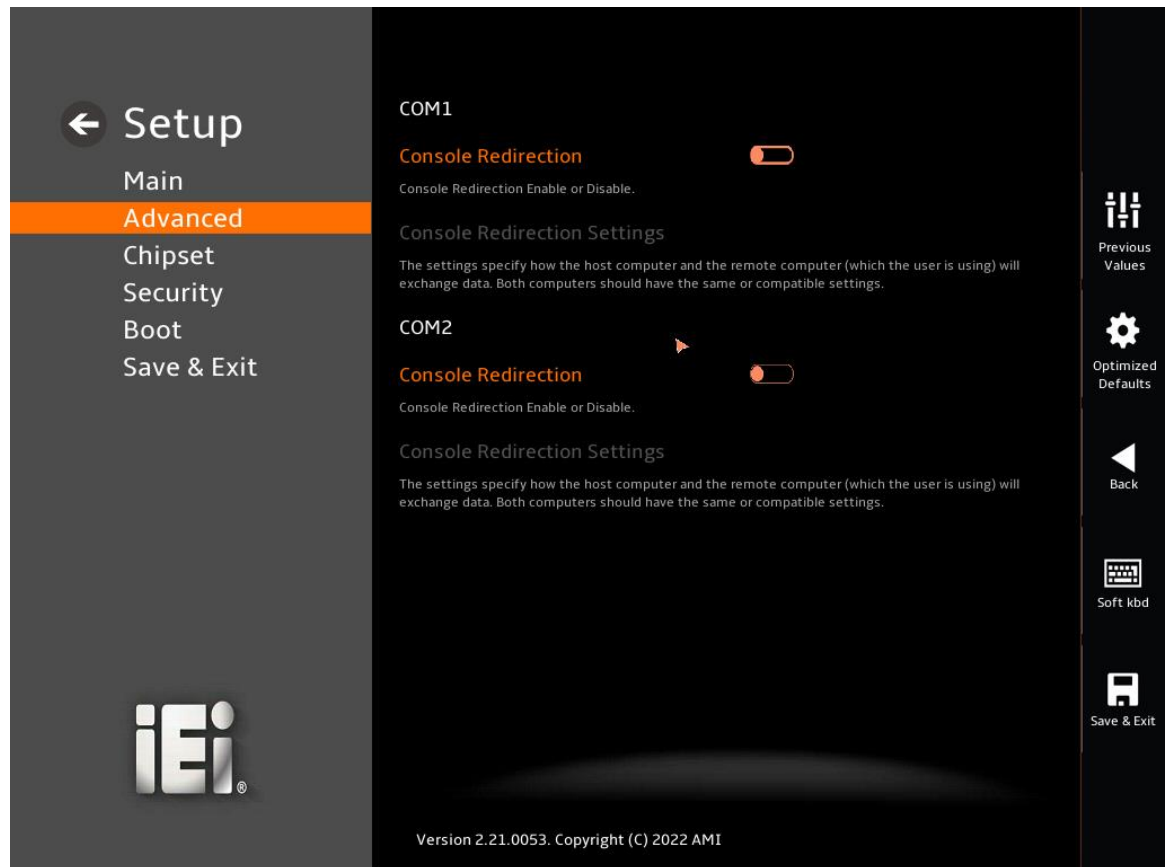 Setup
Main
Advanced
Chipset
Security
Boot
Save & Exit
iEi®
COM1
Console Redirection
Console Redirection Enable or Disable.
Console Redirection Settings
The settings specify how the host computer and the remote computer (which the user is using) will
exchange data. Both computers should have the same or compatible settings.
COM2
Console Redirection
Console Redirection Enable or Disable.
Console Redirection Settings
The settings specify how the host computer and the remote computer (which the user is using) will
exchange data. Both computers should have the same or compatible settings.
Version 2.21.0053. Copyright (C) 2022 AMI
Previous
Values
Optimized
Defaults
Back
Soft kbd
Save & Exit